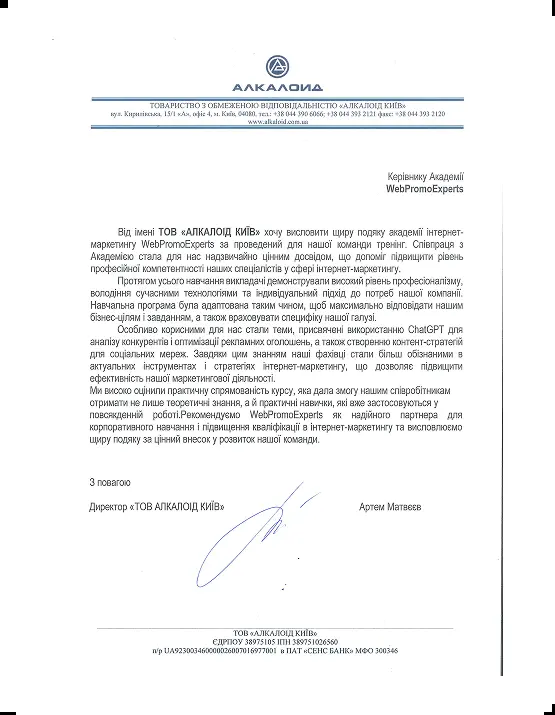 АЛКАЛОИД
ТОВАРИСТВО З ОБМЕЖЕНОЮ ВІДПОВІДАЛЬНІСТЮ «АЛКАЛОІД КИЇВ»
вул. Кирилівська, 15/1 «А», офіс 4, м. Київ, 04080, тел.: +38 044 390 6066; +38 044 393 2121 факс: +38 044 393 2120
www.alkaloid.com.ua
Керівнику Академії
WebPromoExperts
Від імені ТОВ «АЛКАЛОІД КИЇВ» хочу висловити щиру подяку академії інтернет-
маркетингу WebPromoExperts за проведений для нашої команди тренінг. Співпраця з
Академією стала для нас надзвичайно цінним досвідом, що допоміг підвищити рівень
професійної компетентності наших спеціалістів у сфері інтернет-маркетингу.
Протягом усього навчання викладачі демонстрували високий рівень професіоналізму,
володіння сучасними технологіями та індивідуальний підхід до потреб нашої компанії.
Навчальна програма була адаптована таким чином, щоб максимально відповідати нашим
бізнес-цілям і завданням, а також враховувати специфіку нашої галузі.
Особливо корисними для нас стали теми, присвячені використанню ChatGPT для
аналізу конкурентів і оптимізації рекламних оголошень, а також створенню контент-стратегій
для соціальних мереж. Завдяки цим знанням наші фахівці стали більш обізнаними в
актуальних інструментах і стратегіях інтернет-маркетингу, що дозволяє підвищити
ефективність нашої маркетингової діяльності.
Ми високо оцінили практичну спрямованість курсу, яка дала змогу нашим співробітникам
отримати не лише теоретичні знання, а й практичні навички, які вже застосовуються у
повсякденній роботі.Рекомендуємо WebPromoExperts як надійного партнера для
корпоративного навчання і підвищення кваліфікації в інтернет-маркетингу та висловлюємо
щиру подяку за цінний внесок у розвиток нашої команди.
З повагою
Директор «ТОВ АЛКАЛОІД КИЇВ» Артем Матвєєв
ТОВ «АЛКАЛОІД КИЇВ»
ЄДРПОУ 38975105 ІПН 389751026560
п/р UA923003460000026007016977001 в ПАТ «СЕНС БАНК» МФО 300346